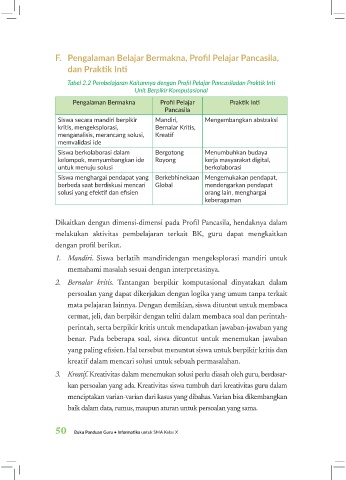 F. Pengalaman Belajar Bermakna, Profil Pelajar Pancasila,
dan Praktik Inti
Tabel 2.2 Pembelajaran Kaitannya dengan Profil Pelajar Pancasiladan Praktik Inti
Unit Berpikir Komputasional
Pengalaman Bermakna Profil Pelajar Praktik Inti
Pancasila
Siswa secara mandiri berpikir Mandiri, Mengembangkan abstraksi
kritis, mengeksplorasi, Bernalar Kritis,
menganalisis, merancang solusi, Kreatif
memvalidasi ide
Siswa berkolaborasi dalam Bergotong Menumbuhkan budaya
kelompok, menyumbangkan ide Royong kerja masyarakat digital,
untuk menuju solusi berkolaborasi
Siswa menghargai pendapat yang Berkebhinekaan Mengemukakan pendapat,
berbeda saat berdiskusi mencari Global mendengarkan pendapat
solusi yang efektif dan efisien orang lain, menghargai
keberagaman
Dikaitkan dengan dimensi-dimensi pada Profil Pancasila, hendaknya dalam
melakukan aktivitas pembelajaran terkait BK, guru dapat mengkaitkan
dengan profil berikut.
1. Mandiri. Siswa berlatih mandiridengan mengeksplorasi mandiri untuk
memahami masalah sesuai dengan interpretasinya.
2. Bernalar kritis. Tantangan berpikir komputasional dinyatakan dalam
persoalan yang dapat dikerjakan dengan logika yang umum tanpa terkait
mata pelajaran lainnya. Dengan demikian, siswa dituntut untuk membaca
cermat, jeli, dan berpikir dengan teliti dalam membaca soal dan perintah-
perintah, serta berpikir kritis untuk mendapatkan jawaban-jawaban yang
benar. Pada beberapa soal, siswa dituntut untuk menemukan jawaban
yang paling efisien. Hal tersebut menuntut siswa untuk berpikir kritis dan
kreatif dalam mencari solusi untuk sebuah permasalahan.
3. Kreatif. Kreativitas dalam menemukan solusi perlu diasah oleh guru, berdasar-
kan persoalan yang ada. Kreativitas siswa tumbuh dari kreativitas guru dalam
menciptakan varian-varian dari kasus yang dibahas. Varian bisa dikembangkan
baik dalam data, rumus, maupun aturan untuk persoalan yang sama.
50 Buku Panduan Guru • Informatika untuk SMA Kelas X